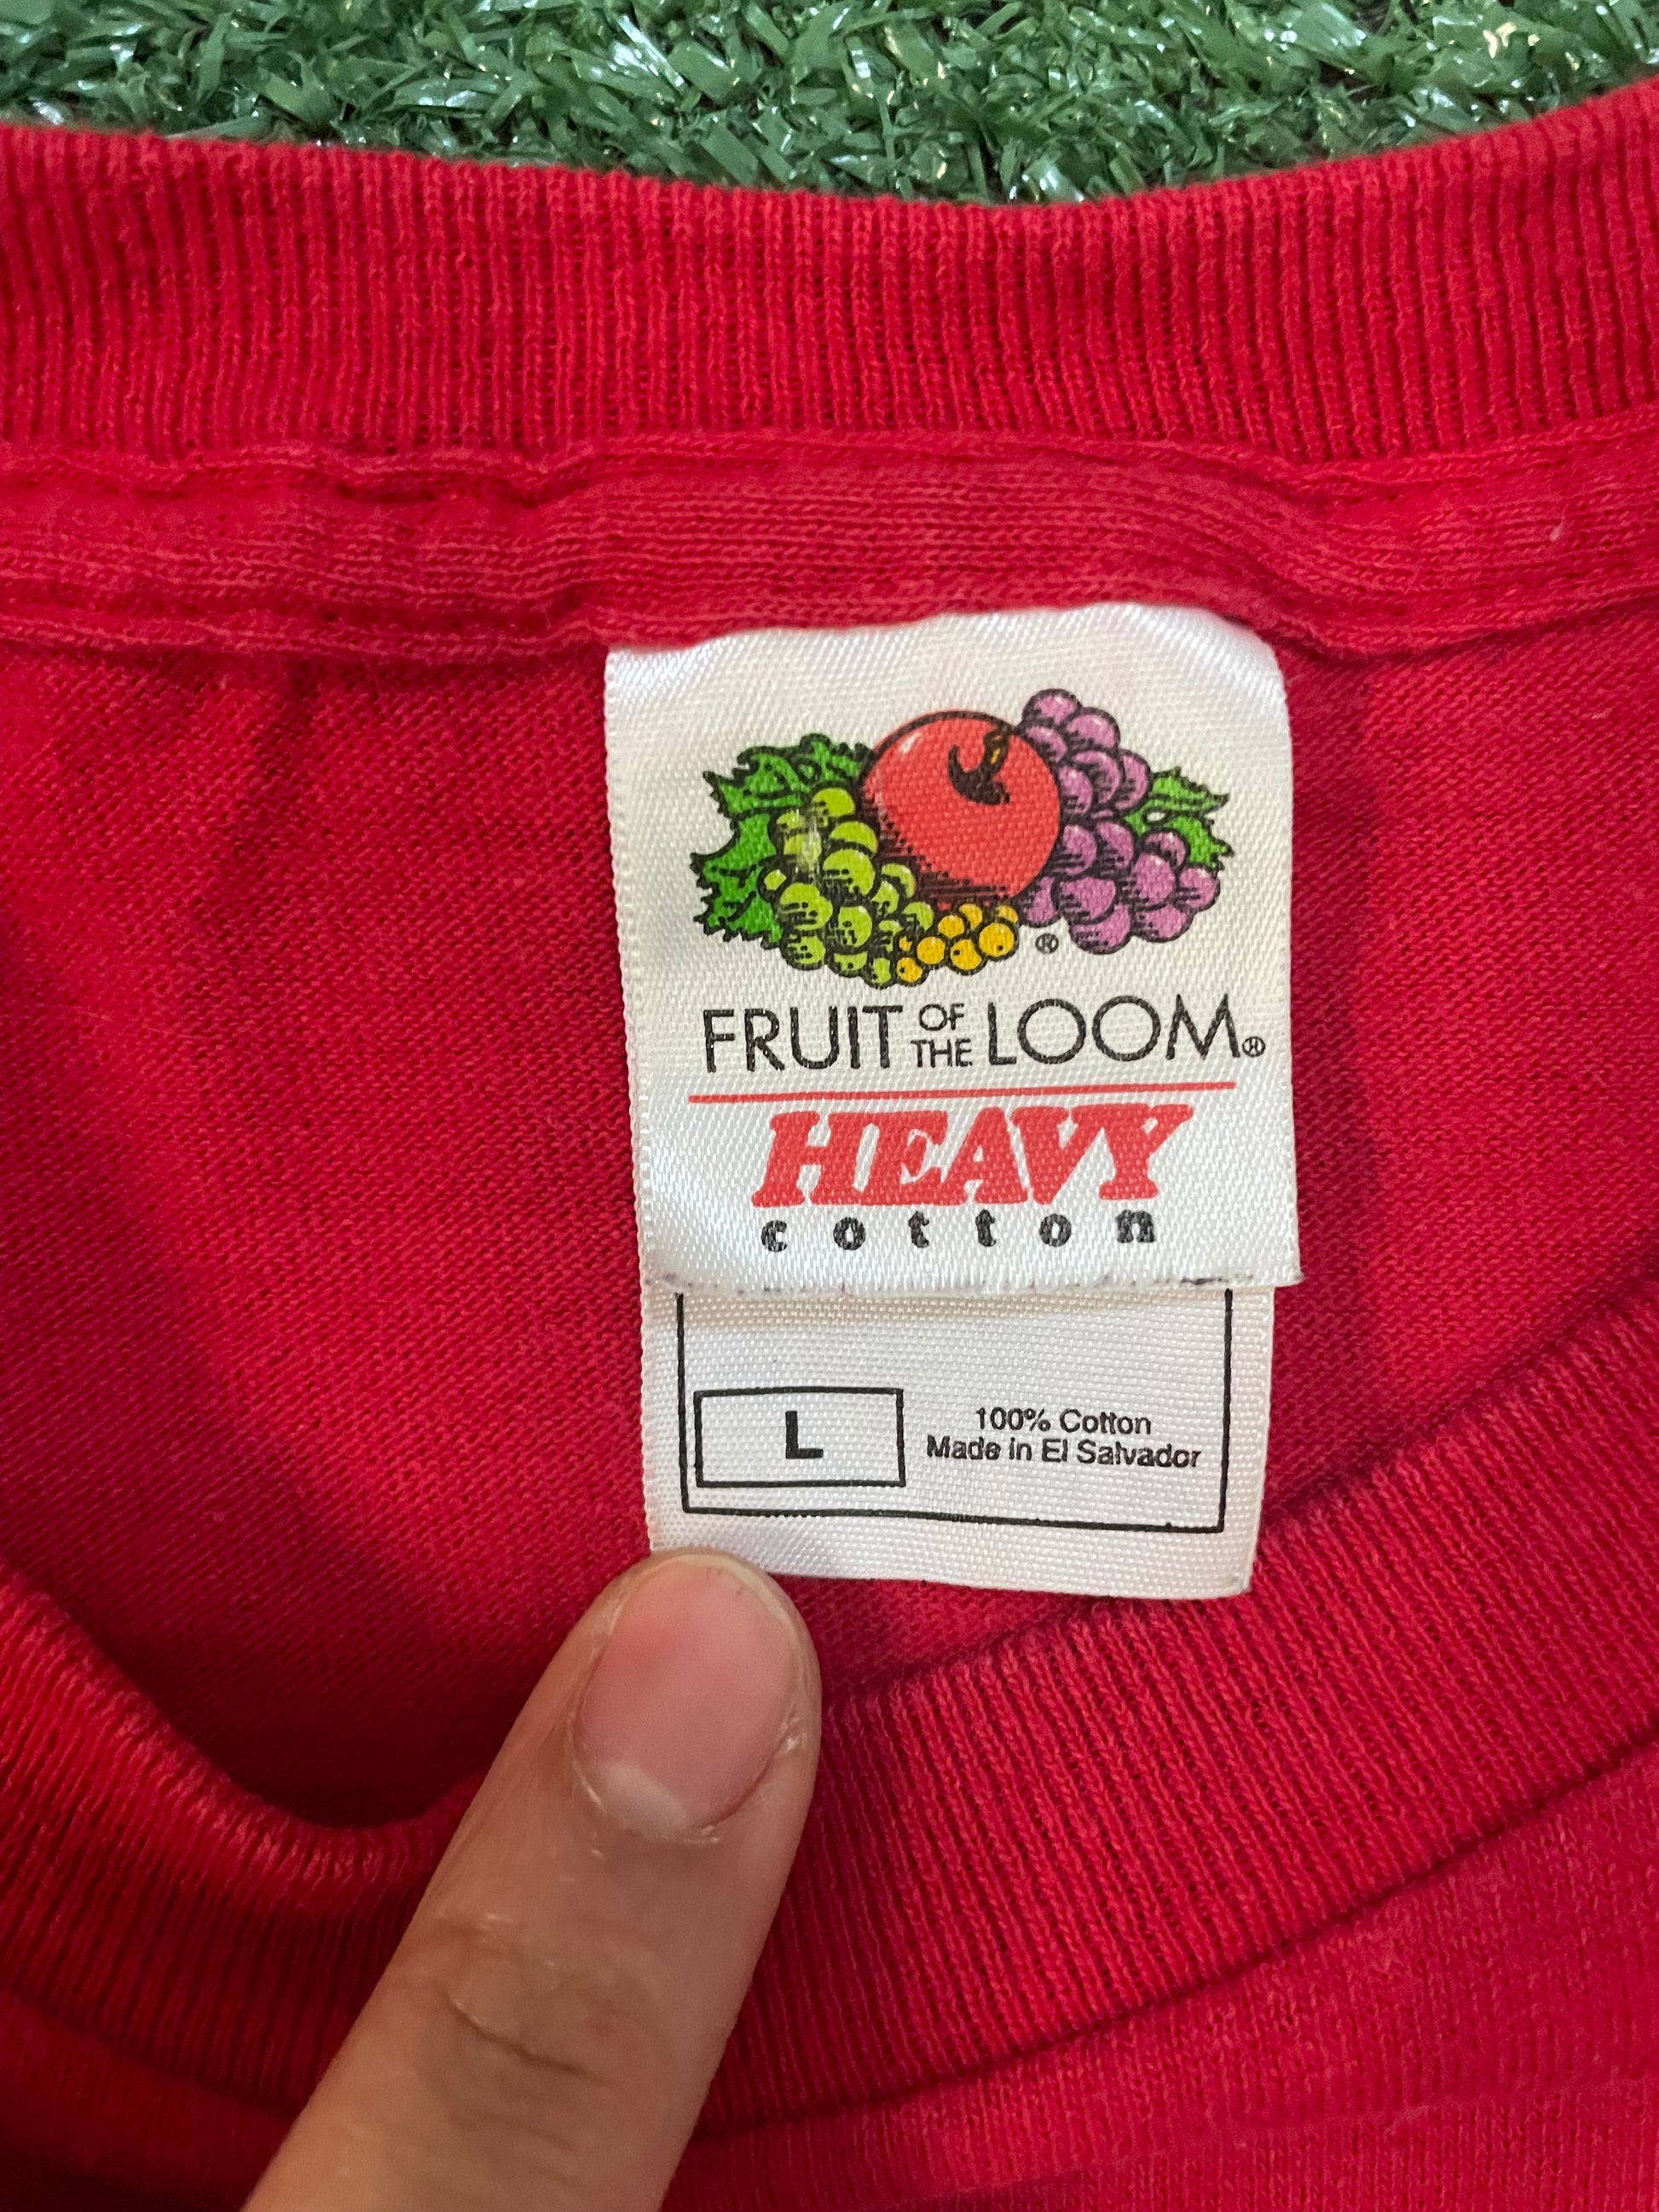 ®
FRUIT OF THE LOOM®
HEAVY
cotton
L
100% Cotton
Made in El Salvador